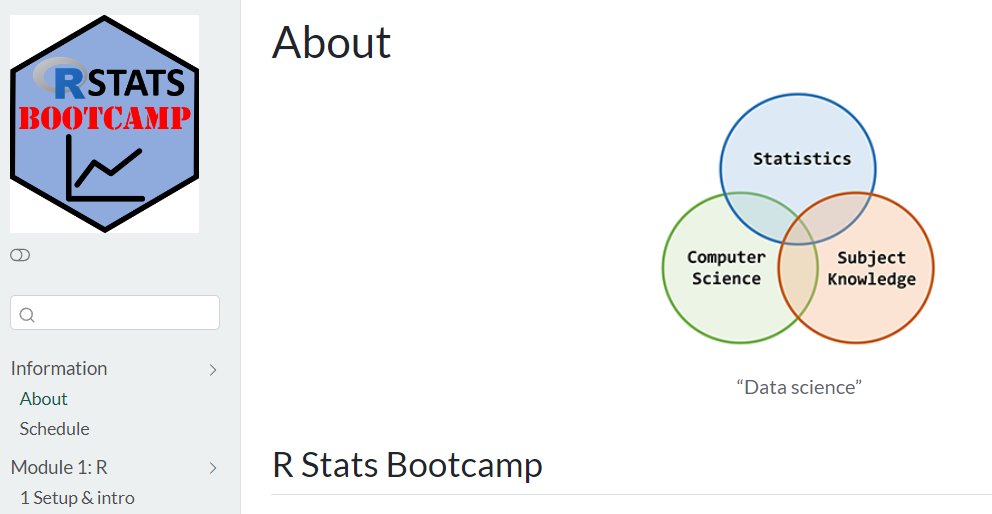 RSTATS
BOOTCAMP
Information
About
Schedule
Module 1: R
1 Setup & intro
About
Statistics
Computer
Science
Subject
Knowledge
“Data science”
R Stats Bootcamp